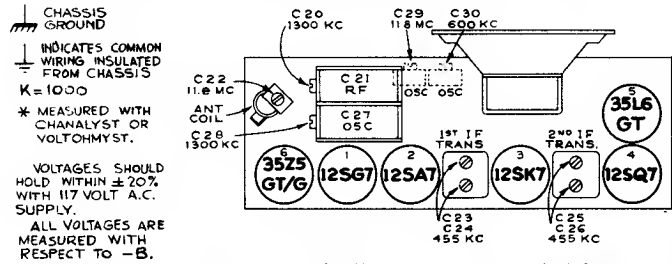 CHASSIS
GROUND
INDICATES COMMON
WIRING INSULATED
FROM CHASSIS
K=1000
* MEASURED WITH
CHANALYST OR
VOLTOHMYST.
VOLTAGES SHOULD
HOLD WITHIN ±20%
WITH 117 VOLT A.C.
SUPPLY.
ALL VOLTAGES ARE
MEASURED WITH
RESPECT TO -B.
C20
1300 KC
C29
11.8 MC
C30
600 KC
C22
11.8 MC
ANT
COIL
C28
1300 KC
C21
RF
C27
OSC
OSC
OSC
1ST IF
TRANS.
2ND IF
TRANS.
5
35L6
GT
6
35Z5
GT/G
1
12SG7
2
12SA7
3
12SK7
4
12SQ7
C23
C24
455 KC
C25
C26
455 KC